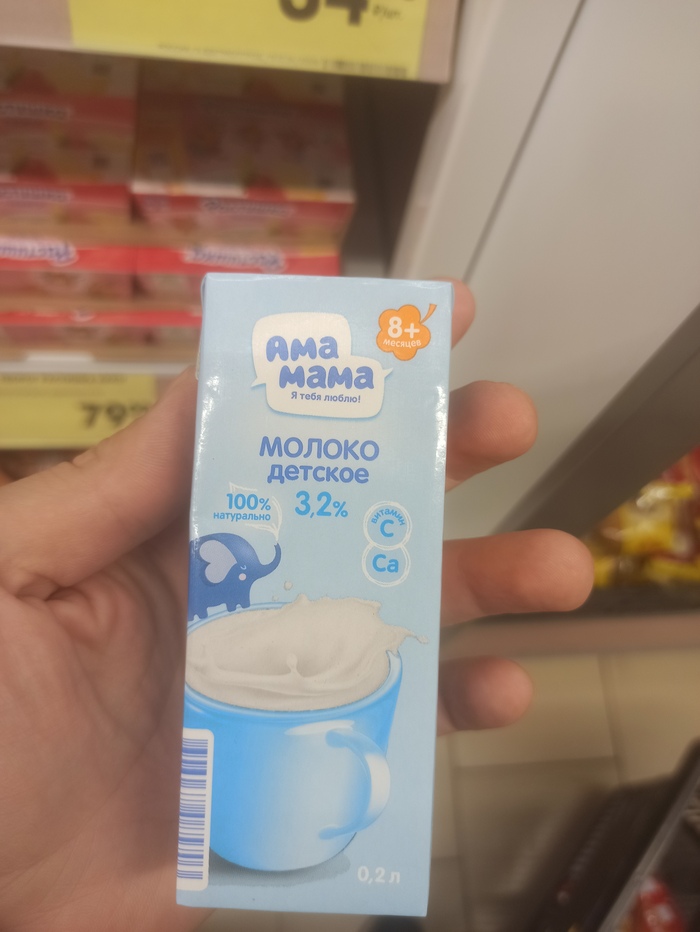 8+
месяцев
Ама
мама
Я тебя люблю!
МОЛОКО
детское
100%
натурально
3,2%
витамин
C
Ca
0,2 л
79